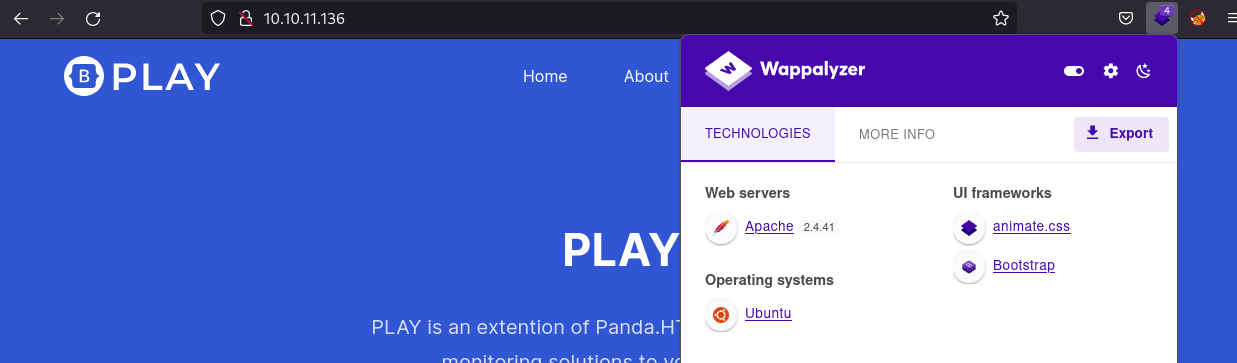 10.10.11.136
4
B PLAY
Home About
Wappalyzer
TECHNOLOGIES MORE INFO Export
Web servers
Apache 2.4.41
Operating systems
Ubuntu
UI frameworks
animate.css
Bootstrap
PLAY
PLAY is an extention of Panda.HT
monitoring solutions to yo